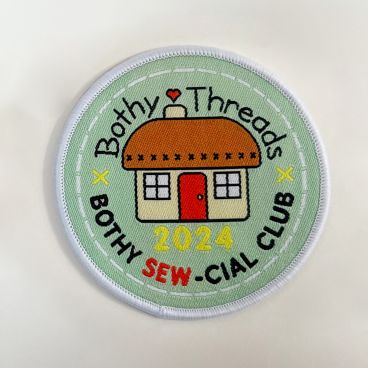 Bothy Threads
2024
BOTHY SEW-CIAL CLUB